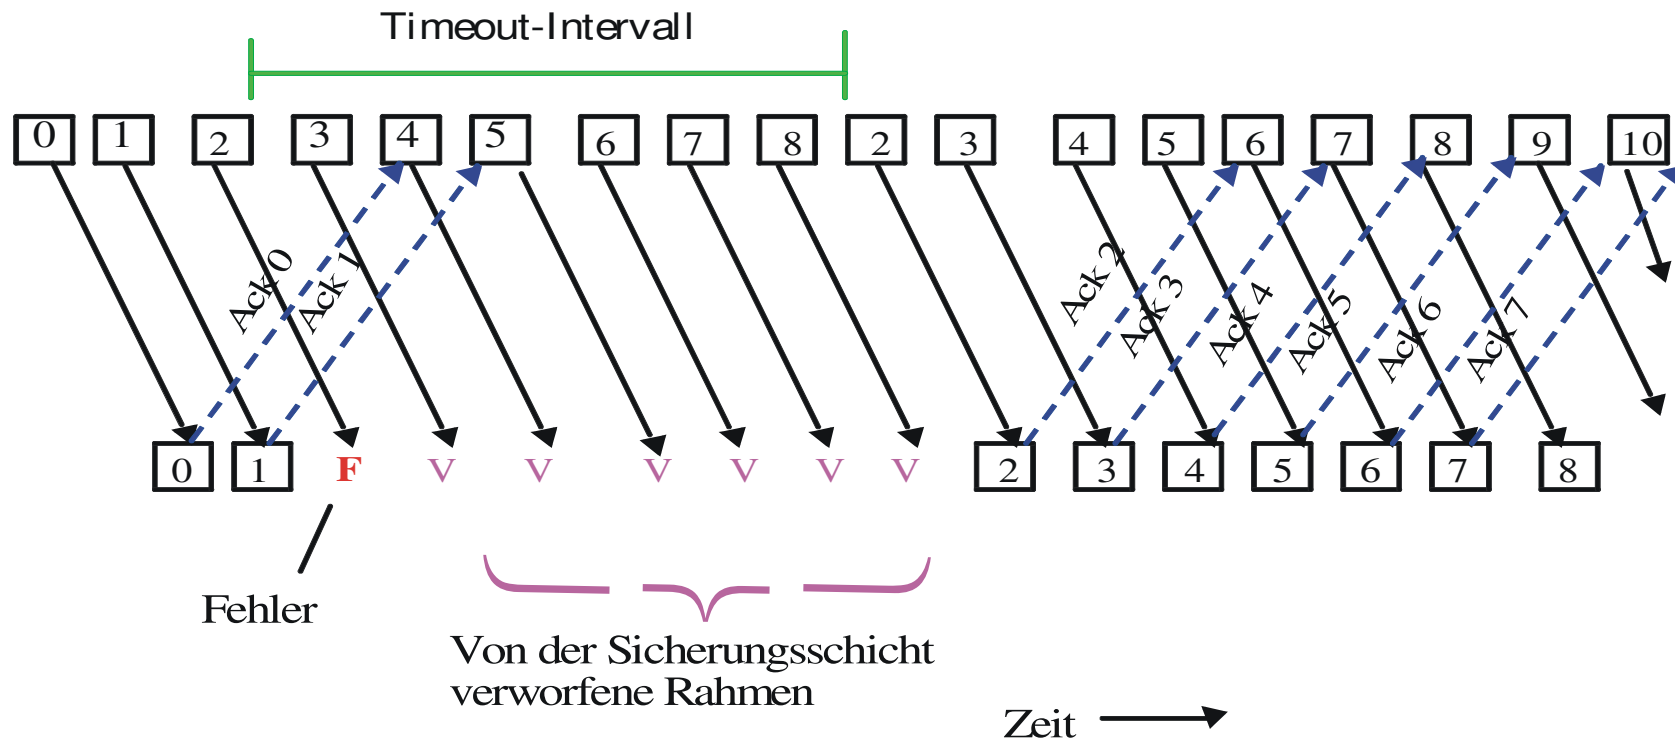 Timeout-Intervall
0 1 2 3 4 5 6 7 8 2 3 4 5 6 7 8 9 10
Ack 0
Ack 1
Ack 2
Ack 3
Ack 4
Ack 5
Ack 6
Ack 7
0 1 F V V V V V V 2 3 4 5 6 7 8
Fehler
Von der Sicherungsschicht
verworfene Rahmen
Zeit